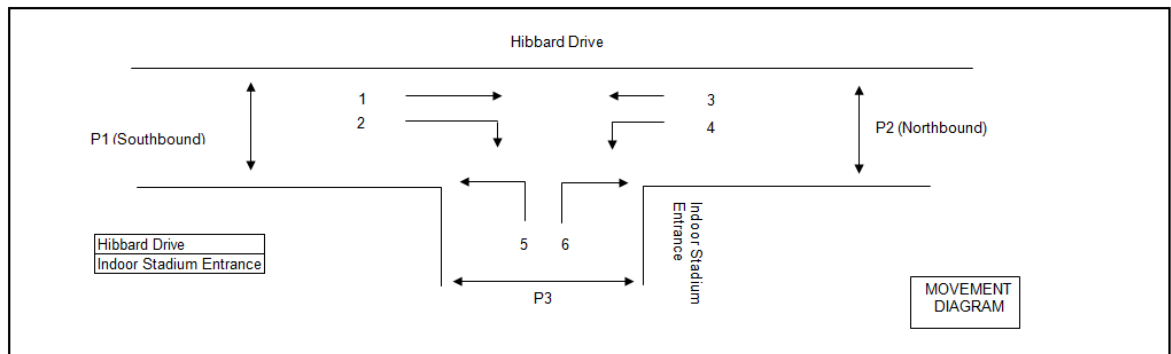 Hibbard Drive
1
3
2
4
P1 (Southbound)
P2 (Northbound)
Indoor Stadium
Entrance
Hibbard Drive
Indoor Stadium Entrance
5
6
P3
MOVEMENT
DIAGRAM